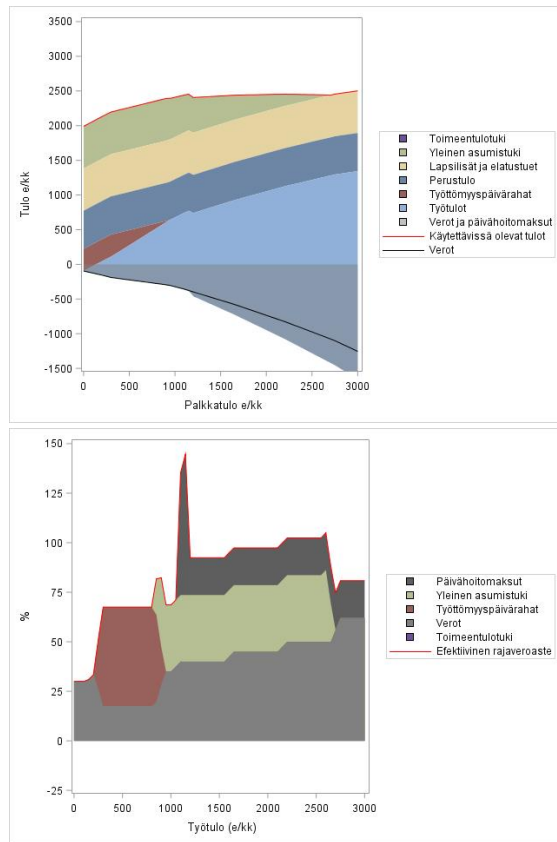 3500
3000
2500
2000
1500
1000
500
0
-500
-1000
-1500
Tulo e/kk
0
500
1000
1500
2000
2500
3000
Palkkatulo e/kk
Toimeentulotuki
Yleinen asumistuki
Lapsilisät ja elatustuet
Perustulo
Työttömyyspäivärahat
Työtulot
Verot ja päivähoitomaksut
Käytettävissä olevat tulot
Verot
150
125
100
75
50
25
0
-25
%
0
500
1000
1500
2000
2500
3000
Työtulo (e/kk)
Päivähoitomaksut
Yleinen asumistuki
Työttömyyspäivärahat
Verot
Toimeentulotuki
Efektiivinen rajaveroaste